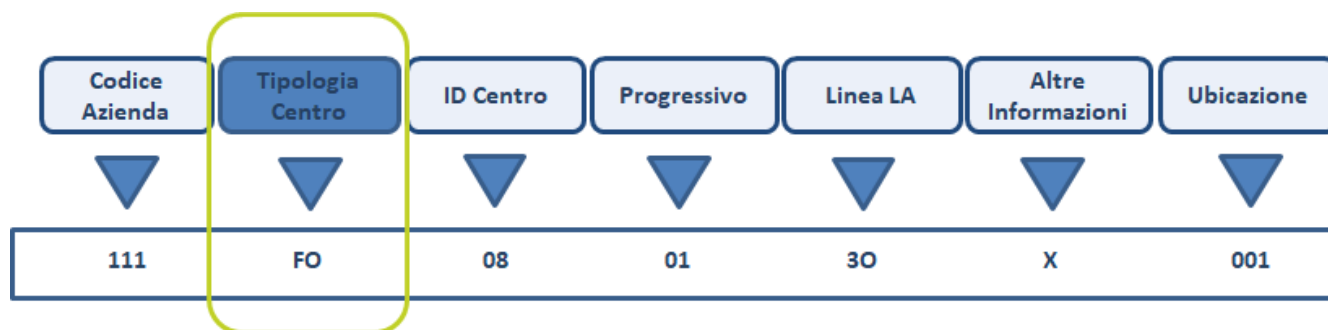 Codice
Azienda
Tipologia
Centro
ID Centro
Progressivo
Linea LA
Altre
Informazioni
Ubicazione
111 FO 08 01 3O X 001